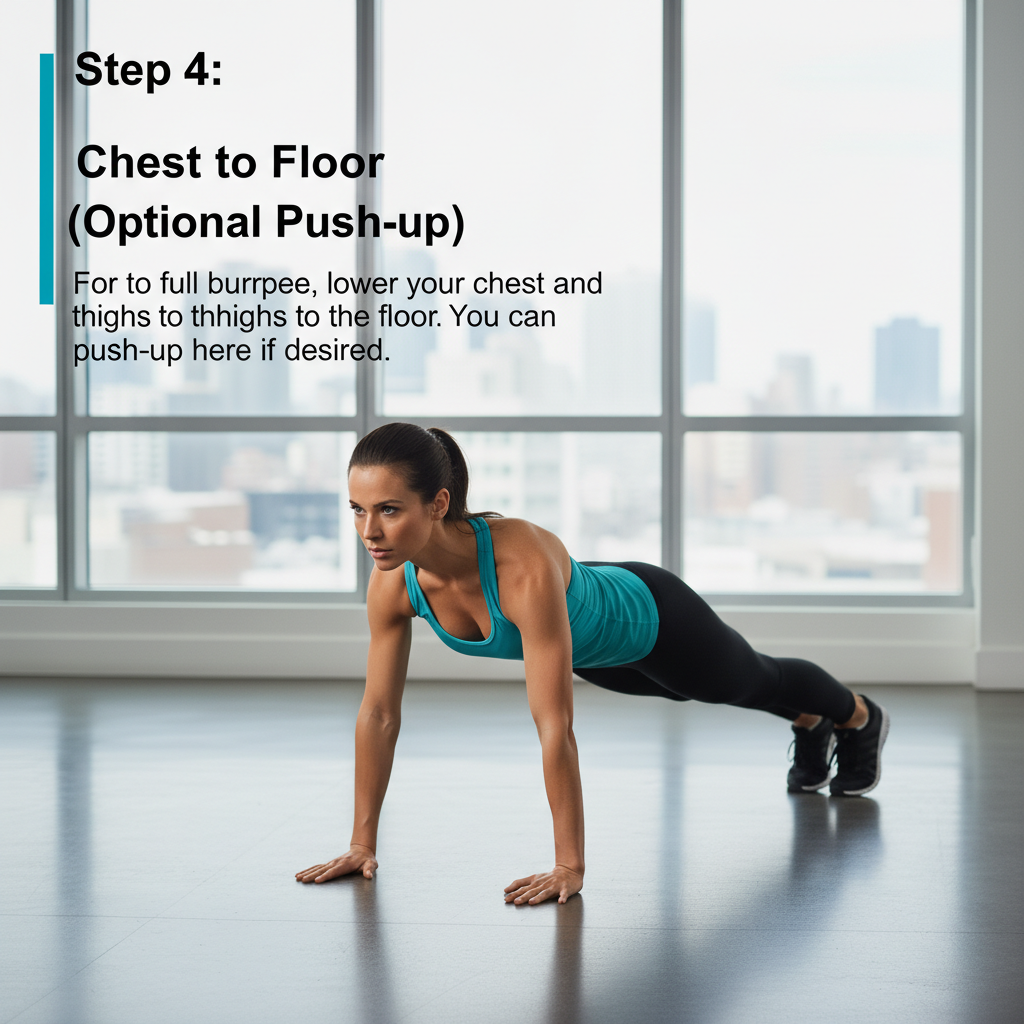 Step 4:
Chest to Floor
(Optional Push-up)
For to full burrpee, lower your chest and
thighs to thhighs to the floor. You can
push-up here if desired.